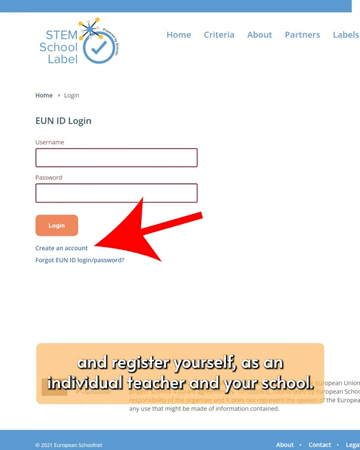 STEM
School
Label
Home Criteria About Partners Labels
Home Login
EUN ID Login
Username
Password
Login
Create an account
Forgot EUN ID login/password?
and register yourself, as an
individual teacher and your school.
European Union
responsibility of the organiser and it does not represent the opinion of the European
any use that might be made of information contained.
© 2021 European Schoolnet
About • Contact • Lega